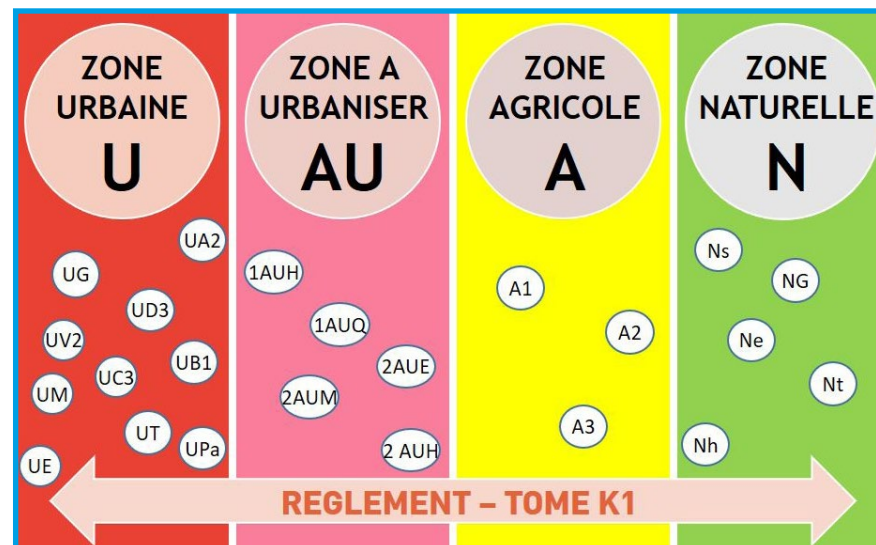 ZONE
URBAINE
U
ZONE A
URBANISER
AU
ZONE
AGRICOLE
A
ZONE
NATURELLE
N
UA2
UG
UD3
UV2
UB1
UC3
UM
UT
UPa
UE
1AUH
1AUQ
2AUE
2AUM
2 AUH
A1
A2
A3
Ns
NG
Ne
Nt
Nh
REGLEMENT – TOME K1